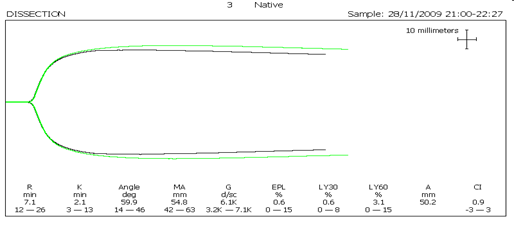 3 Native
DISSECTION Sample: 28/11/2009 21:00-22:27
10 millimeters
R K Angle MA G EPL LY30 LY60 A CI
min min deg mm d/sc % % % mm
7.1 2.1 59.9 54.8 6.1K 0.6 0.6 3.1 50.2 0.9
12 — 26 3 — 13 14 — 46 42 — 63 3.2K — 7.1K 0 — 15 0 — 8 0 — 15 -3 — 3